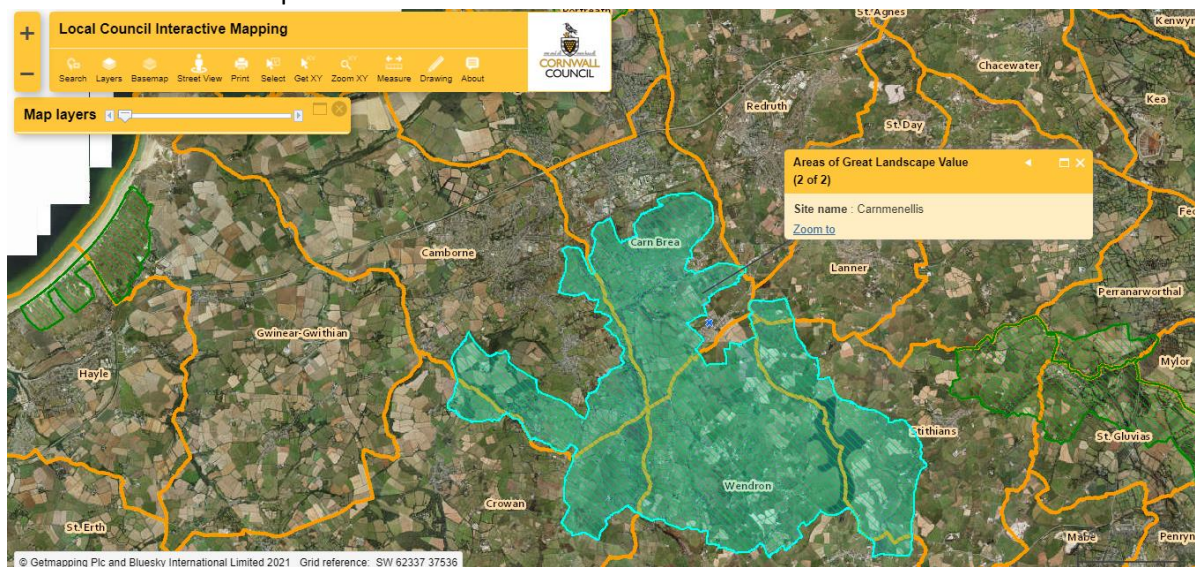 Portreath
St. Agnes
Kenwyn
+
Local Council Interactive Mapping
−
Search Layers Basemap Street View Print Select Get XY Zoom XY Measure Drawing About
CORNWALL
COUNCIL
Map layers
Chacewater
Redruth
Kea
St. Day
Areas of Great Landscape Value
(2 of 2)
Site name : Carnmenellis
Zoom to
Carn Brea
Camborne
Lanner
Perranarworthal
Gwinear-Gwithian
Hayle
Mylor
Stithians
St. Gluvias
Wendron
Crowan
St. Erth
Mabe
Penryn
© Getmapping Plc and Bluesky International Limited 2021 Grid reference: SW 62337 37536